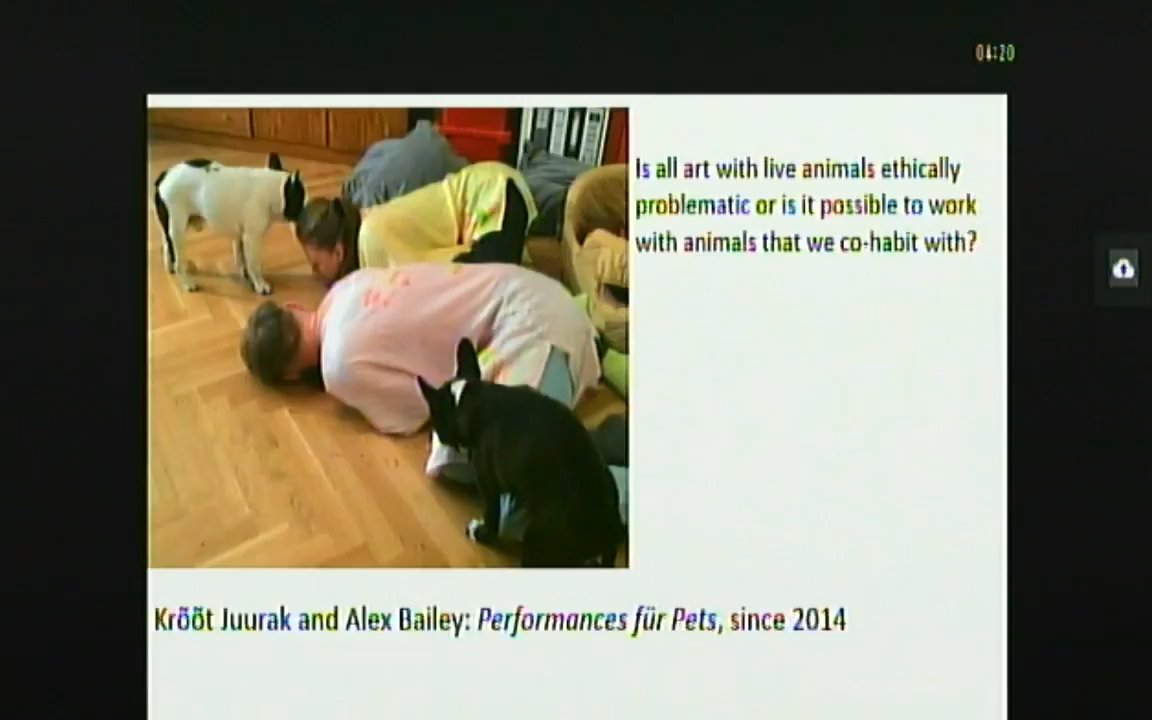 04:20
Is all art with live animals ethically
problematic or is it possible to work
with animals that we co-habit with?
Krõõt Juurak and Alex Bailey: Performances für Pets, since 2014